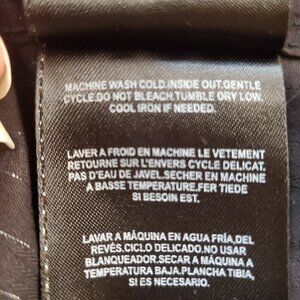 MACHINE WASH COLD.INSIDE OUT.GENTLE
CYCLE.DO NOT BLEACH.TUMBLE DRY LOW.
COOL IRON IF NEEDED.
LAVER A FROID EN MACHINE LE VETEMENT
RETOURNE SUR L'ENVERS CYCLE DELICAT.
PAS D'EAU DE JAVEL.SECHER EN MACHINE
A BASSE TEMPERATURE.FER TIEDE
SI BESOIN EST.
LAVAR A MÁQUINA EN AGUA FRÍA,DEL
REVÉS.CICLO DELICADO.NO USAR
BLANQUEADOR.SECAR A MÁQUINA A
TEMPERATURA BAJA.PLANCHA TIBIA,
SI ES NECESARIO.